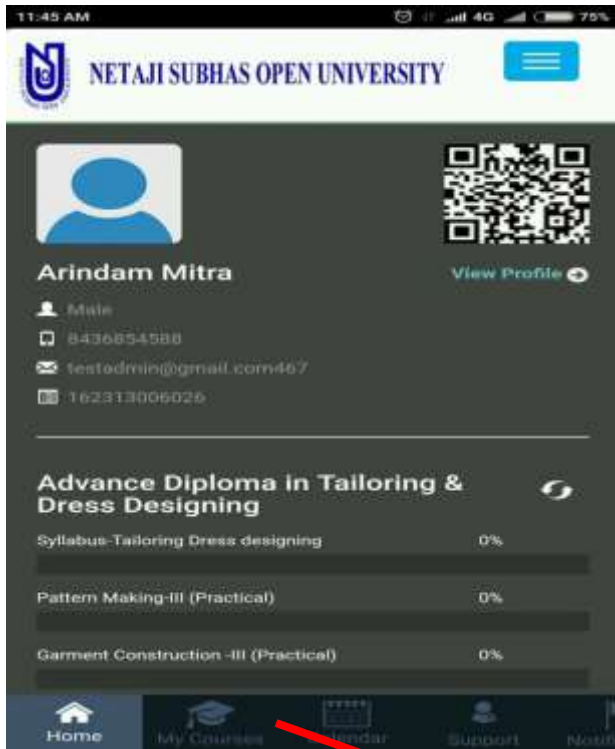 11:45 AM
4G
75%
NETAJI SUBHAS OPEN UNIVERSITY
Arindam Mitra
View Profile
Male
8436854588
testadmin@gmail.com467
162313006026
Advance Diploma in Tailoring &
Dress Designing
Syllabus-Tailoring Dress designing 0%
Pattern Making-III (Practical) 0%
Garment Construction -III (Practical) 0%
Home My Courses Calendar Support